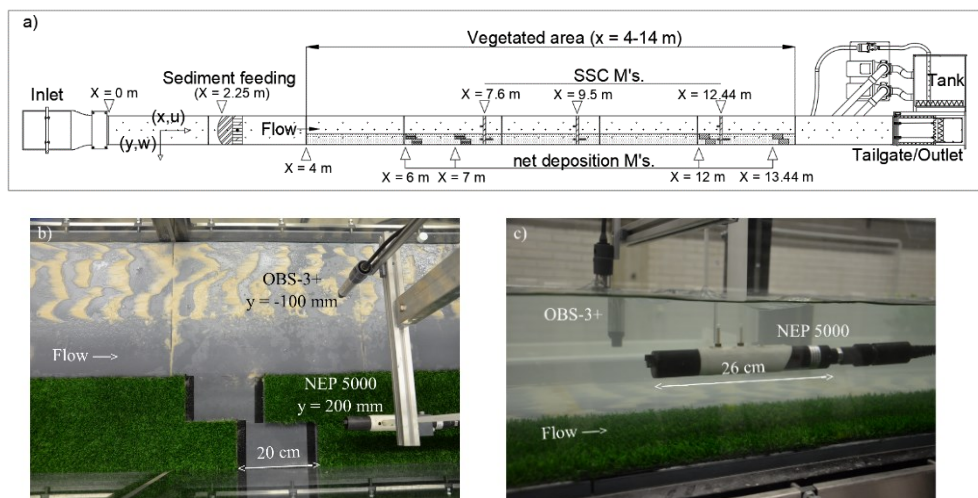 a)
Vegetated area (x = 4-14 m)
Sediment feeding
(X = 2.25 m)
SSC M's.
Inlet
X = 0 m
X = 7.6 m
X = 9.5 m
X = 12.44 m
Tank
(x,u)
(y,w)
Flow
Tailgate/Outlet
X = 4 m
net deposition M's.
X = 6 m
X = 7 m
X = 12 m
X = 13.44 m
b)
OBS-3+
y = -100 mm
Flow →
NEP 5000
y = 200 mm
20 cm
c)
OBS-3+
NEP 5000
26 cm
Flow →